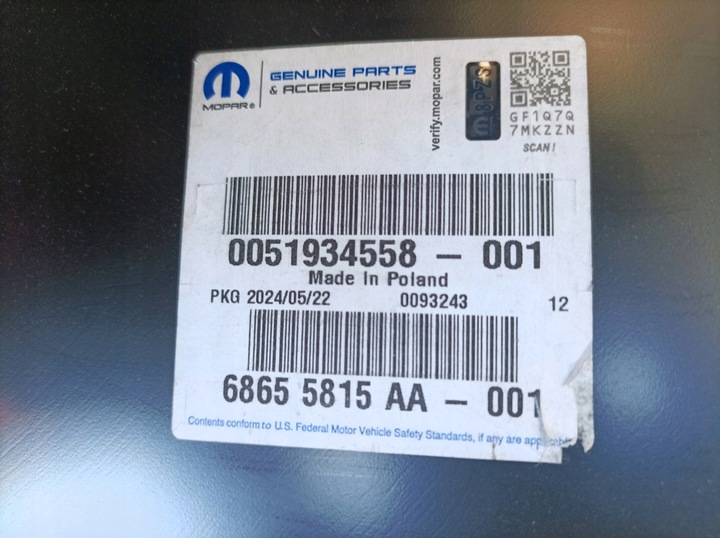 MOPAR®
GENUINE PARTS
& ACCESSORIES
verify.mopar.com
GF1Q7Q
7MKZZN
SCAN!
0051934558 - 001
Made In Poland
PKG 2024/05/22 0093243 12
6865 5815 AA - 001
Contents conform to U.S. Federal Motor Vehicle Safety Standards, if any are